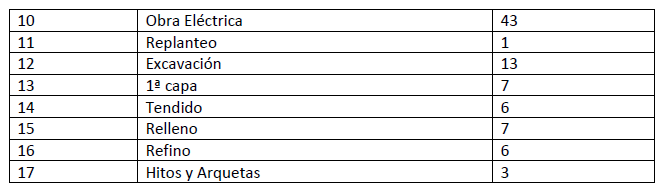 10 Obra Eléctrica 43
11 Replanteo 1
12 Excavación 13
13 1ª capa 7
14 Tendido 6
15 Relleno 7
16 Refino 6
17 Hitos y Arquetas 3